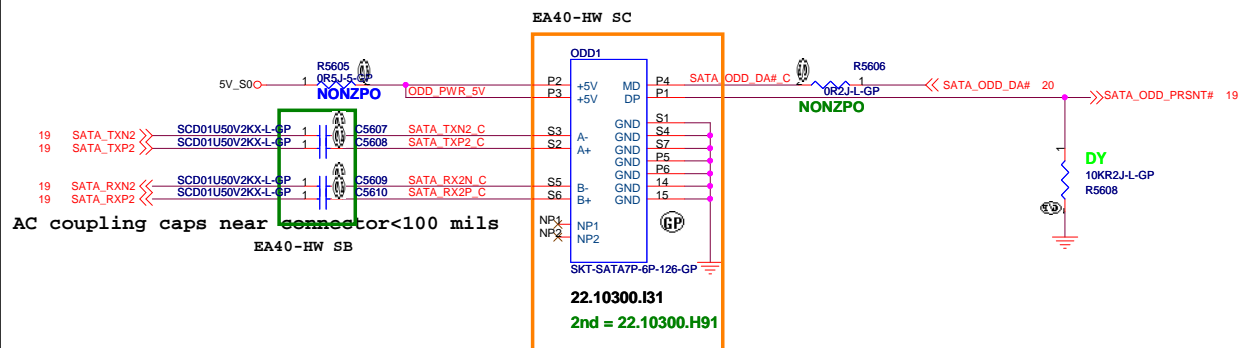 EA40-HW SC
ODD1
R5605
0R5J-5-GP
NONZPO
5V_S0
1
ODD_PWR_5V
P2
P3
+5V
+5V
MD
DP
P4
P1
SATA_ODD_DA#_C
R5606
1
0R2J-L-GP
NONZPO
SATA_ODD_DA# 20
SATA_ODD_PRSNT# 19
19 SATA_TXN2
19 SATA_TXP2
SCD01U50V2KX-L-GP 1
SCD01U50V2KX-L-GP 1
C5607
C5608
SATA_TXN2_C
SATA_TXP2_C
S3
S2
A-
A+
19 SATA_RXN2
19 SATA_RXP2
SCD01U50V2KX-L-GP 1
SCD01U50V2KX-L-GP 1
C5609
C5610
SATA_RX2N_C
SATA_RX2P_C
S5
S6
B-
B+
NP1
NP2
NP1
NP2
GND
GND
GND
GND
GND
GND
GND
S1
S4
S7
P5
P6
14
15
GP
1
DY
10KR2J-L-GP
R5608
AC coupling caps near connector<100 mils
EA40-HW SB
SKT-SATA7P-6P-126-GP
22.10300.I31
2nd = 22.10300.H91